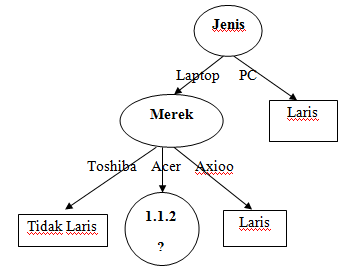 Jenis
Laptop PC
Merek
Laris
Toshiba Acer Axioo
Tidak Laris
1.1.2
?
Laris